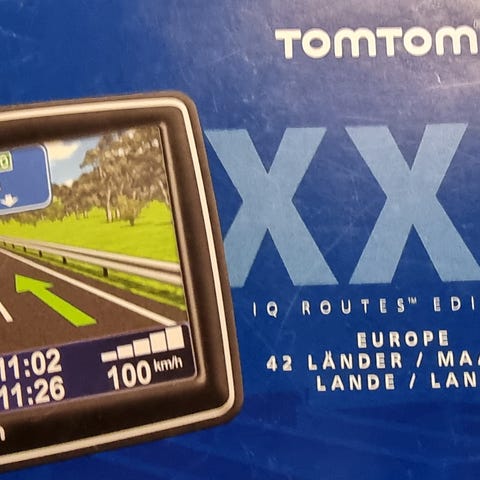 TOMTOM
XX
IQ ROUTES™ EDI
EUROPE
42 LÄNDER / MA
LANDE / LAN
11:02
11:26
100 km/h